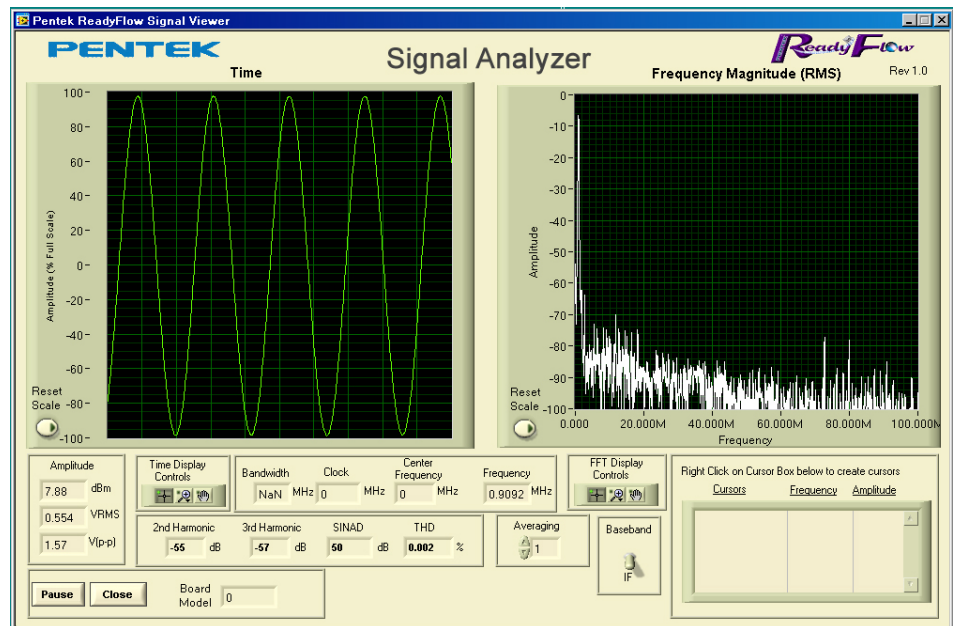 Pentek ReadyFlow Signal Viewer
PENTEK
Signal Analyzer
ReadyFlow
Rev 1.0
Time
Frequency Magnitude (RMS)
Amplitude (% Full Scale)
100
80
60
40
20
0
-20
-40
-60
-80
-100
Reset
Scale
Amplitude
0
-10
-20
-30
-40
-50
-60
-70
-80
-90
-100
Reset
Scale
0.000 20.000M 40.000M 60.000M 80.000M 100.000M
Frequency
Amplitude
7.88 dBm
0.554 VRMS
1.57 V(p-p)
Time Display
Controls
Bandwidth
NaN MHz
Clock
0 MHz
Center
Frequency
0 MHz
Frequency
0.9092 MHz
FFT Display
Controls
2nd Harmonic
-55 dB
3rd Harmonic
-57 dB
SINAD
50 dB
THD
0.002 %
Averaging
1
Baseband
IF
Right Click on Cursor Box below to create cursors
Cursors Frequency Amplitude
Pause
Close
Board
Model
0